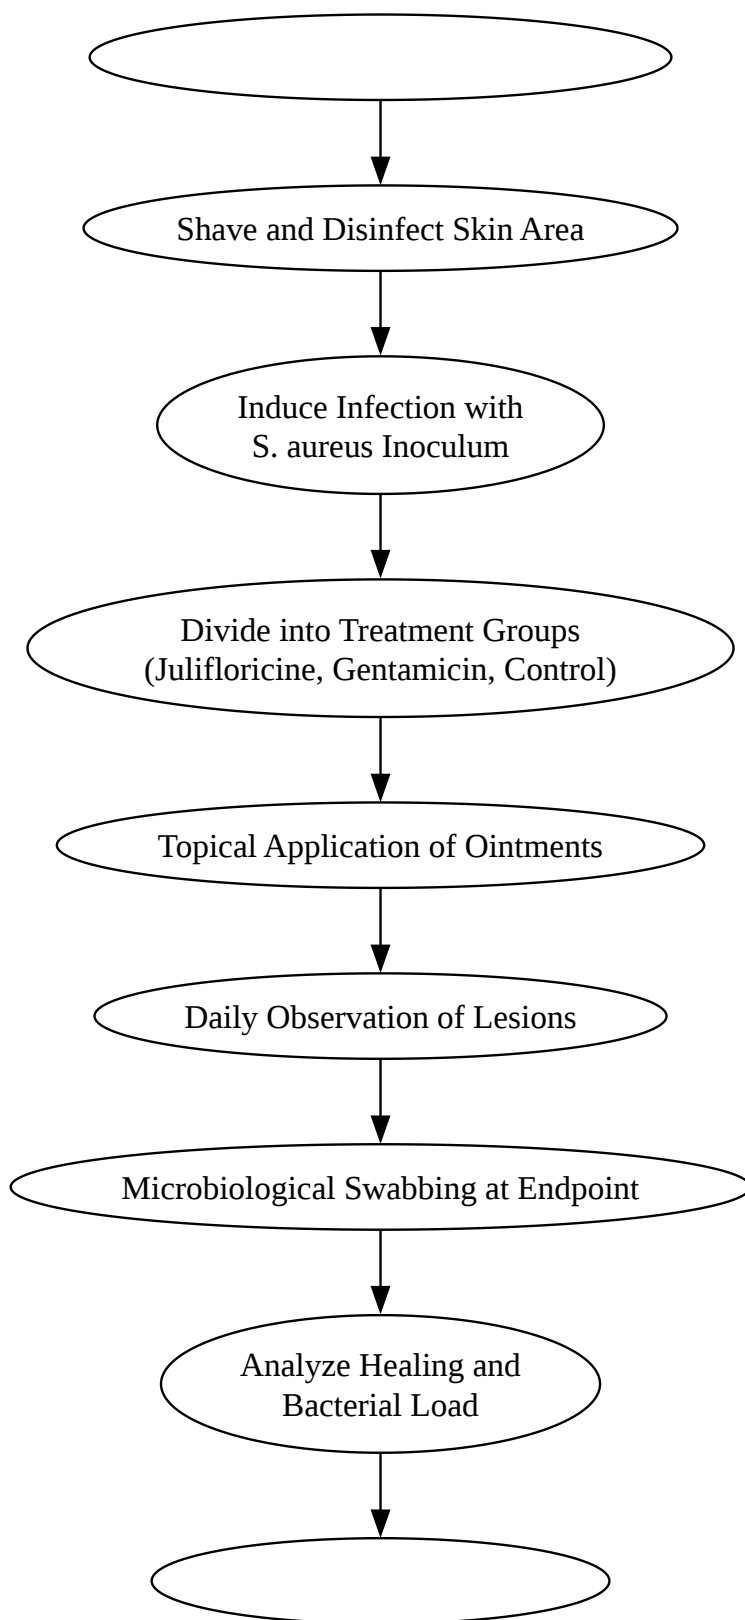 Shave and Disinfect Skin Area
Induce Infection with
S. aureus Inoculum
Divide into Treatment Groups
(Julifloricine, Gentamicin, Control)
Topical Application of Ointments
Daily Observation of Lesions
Microbiological Swabbing at Endpoint
Analyze Healing and
Bacterial Load